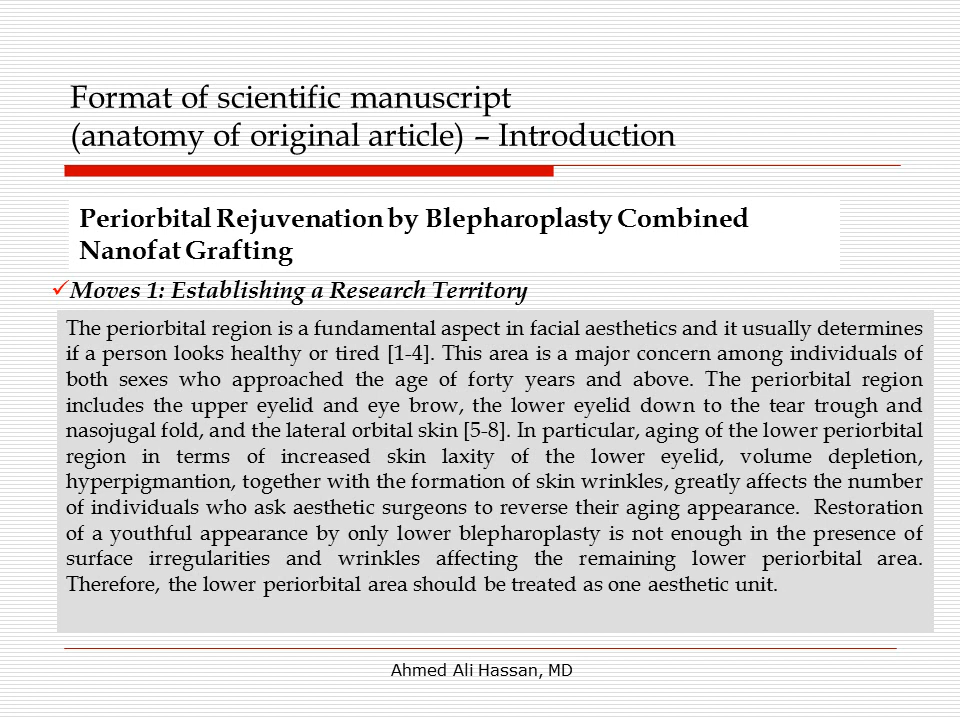 Format of scientific manuscript
(anatomy of original article) – Introduction
Periorbital Rejuvenation by Blepharoplasty Combined
Nanofat Grafting
✓Moves 1: Establishing a Research Territory
The periorbital region is a fundamental aspect in facial aesthetics and it usually determines
if a person looks healthy or tired [1-4]. This area is a major concern among individuals of
both sexes who approached the age of forty years and above. The periorbital region
includes the upper eyelid and eye brow, the lower eyelid down to the tear trough and
nasojugal fold, and the lateral orbital skin [5-8]. In particular, aging of the lower periorbital
region in terms of increased skin laxity of the lower eyelid, volume depletion,
hyperpigmantion, together with the formation of skin wrinkles, greatly affects the number
of individuals who ask aesthetic surgeons to reverse their aging appearance. Restoration
of a youthful appearance by only lower blepharoplasty is not enough in the presence of
surface irregularities and wrinkles affecting the remaining lower periorbital area.
Therefore, the lower periorbital area should be treated as one aesthetic unit.
Ahmed Ali Hassan, MD